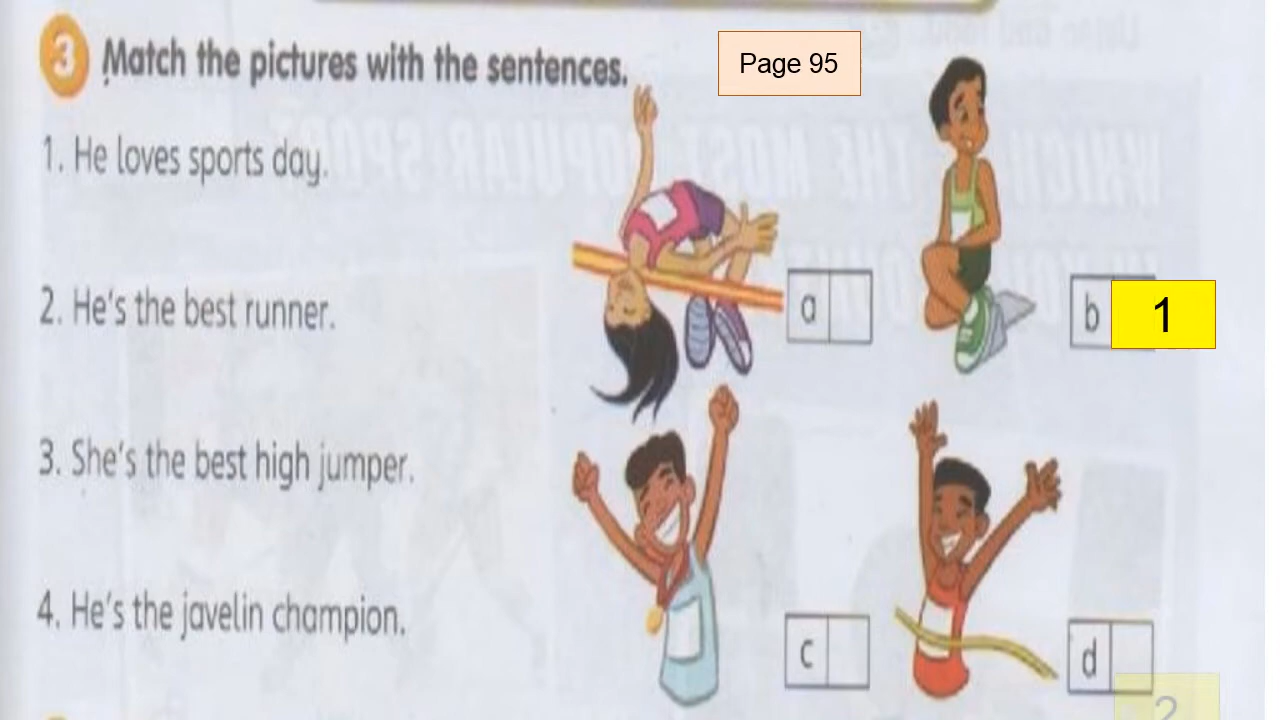 3 Match the pictures with the sentences.
Page 95
1. He loves sports day.
2. He's the best runner.
3. She's the best high jumper.
4. He's the javelin champion.
a
b 1
c
d
2